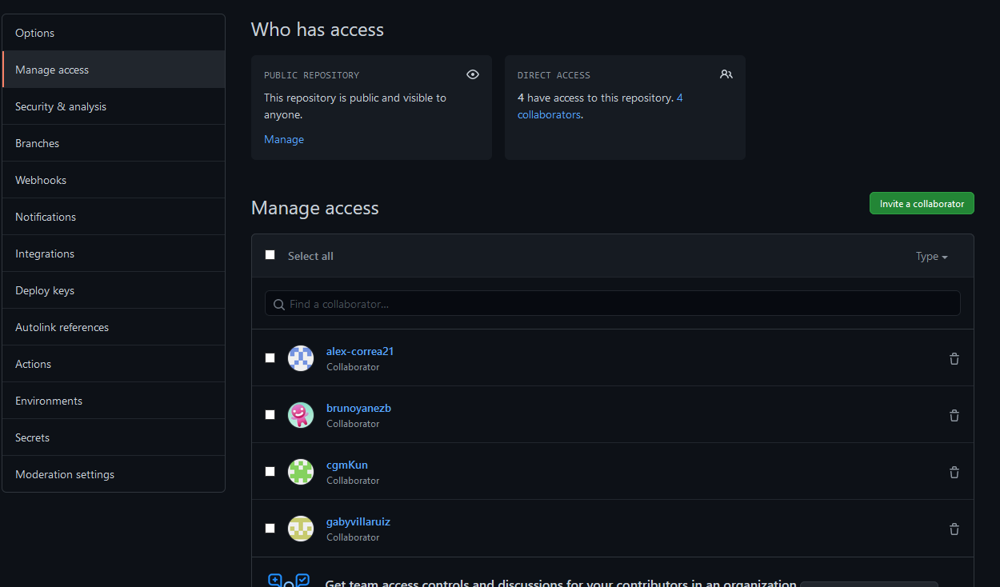 Options
Manage access
Security & analysis
Branches
Webhooks
Notifications
Integrations
Deploy keys
Autolink references
Actions
Environments
Secrets
Moderation settings
Who has access
PUBLIC REPOSITORY
This repository is public and visible to
anyone.
Manage
DIRECT ACCESS
4 have access to this repository. 4
collaborators.
Manage access
Invite a collaborator
Select all
Type
Find a collaborator...
alex-correa21
Collaborator
brunoyanezb
Collaborator
cgmKun
Collaborator
gabyvillaruiz
Collaborator
Get team access controls and discussions for your contributors in an organization